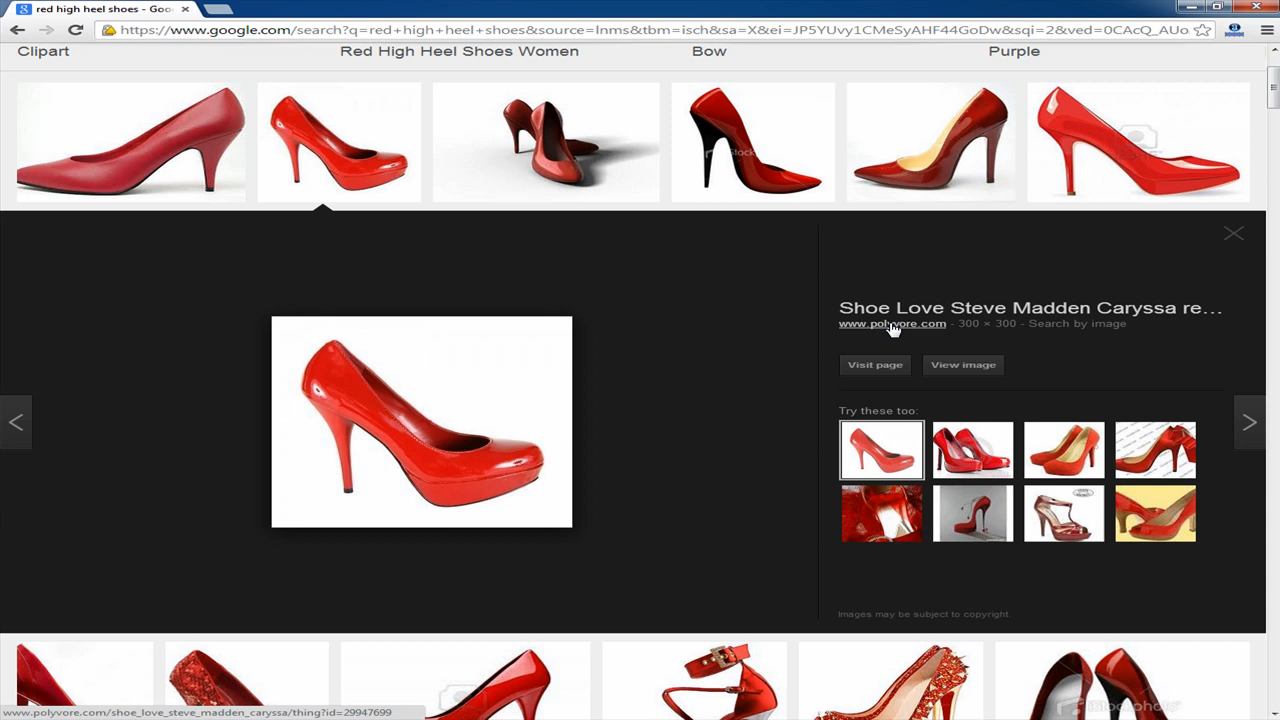 red high heel shoes - Goo
https://www.google.com/search?q=red+high+heel+shoes&source=lnms&tbm=isch&sa=X&ei=JP5YUvy1CMeSyAHF44GoDw&sqi=2&ved=0CAcQ_AUo
Clipart Red High Heel Shoes Women Bow Purple
iStock
Shoe Love Steve Madden Caryssa re...
www.polyvore.com - 300 × 300 - Search by image
Visit page View image
Try these too:
Images may be subject to copyright.
iStockphoto
www.polyvore.com/shoe_love_steve_madden_caryssa/thing?id=29947699